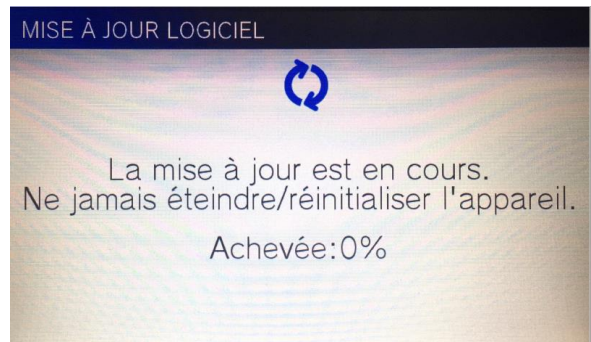 MISE À JOUR LOGICIEL
La mise à jour est en cours.
Ne jamais éteindre/réinitialiser l'appareil.
Achevée:0%